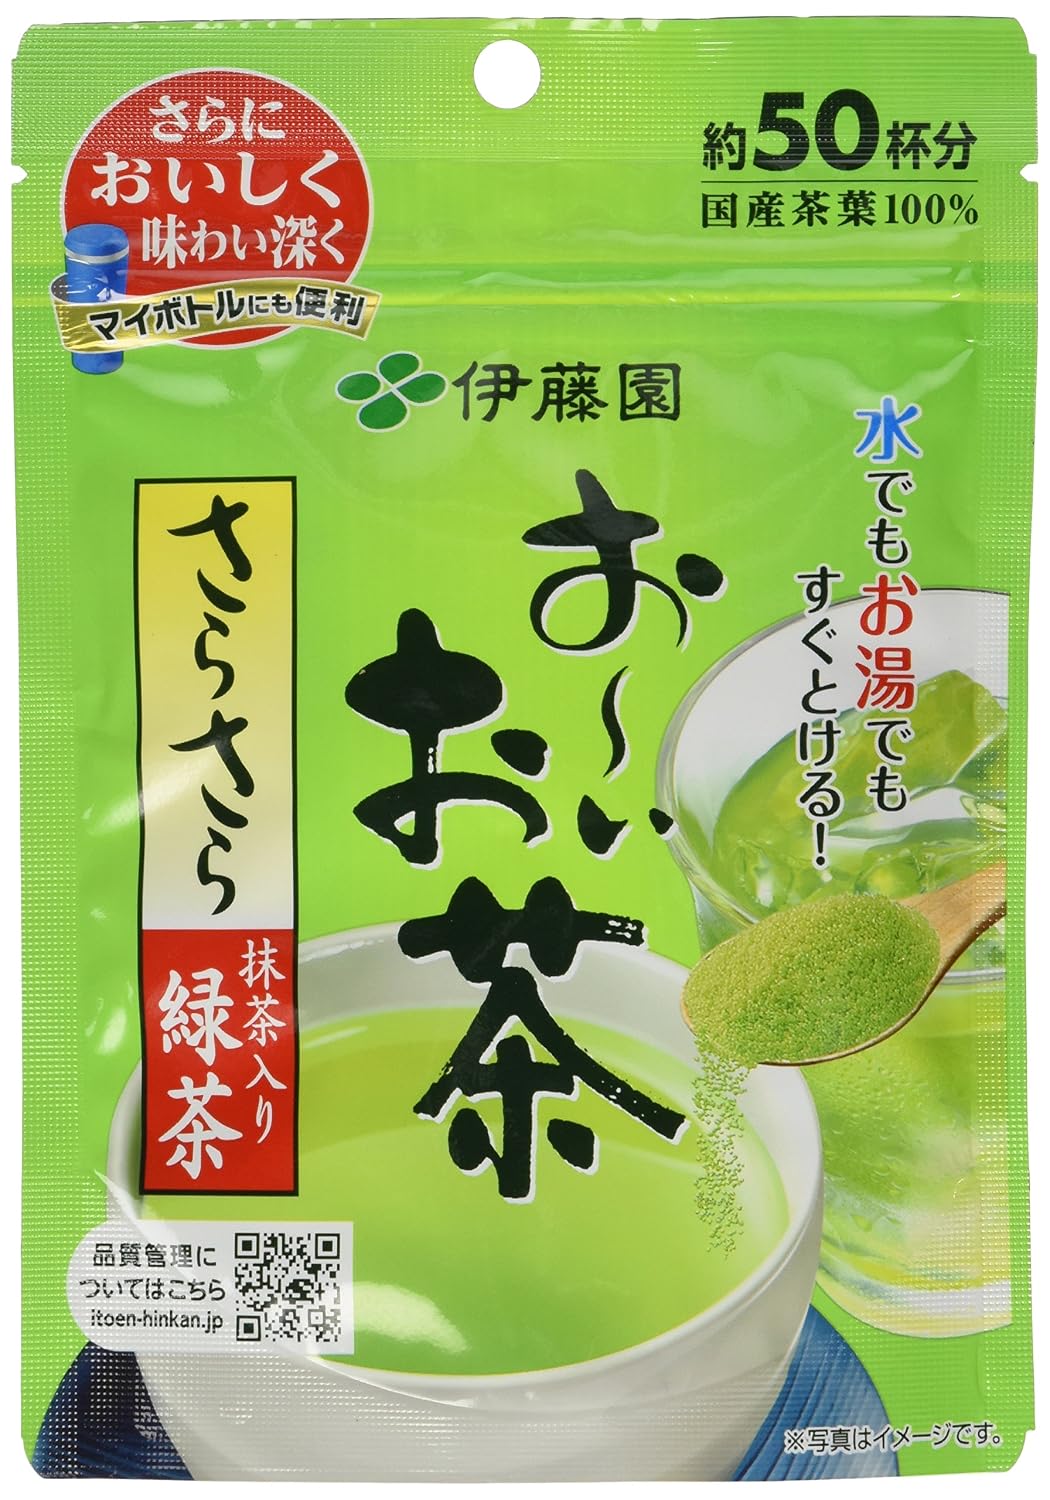 さらに
おいしく
味わい深く
マイボトルにも便利
約50杯分
国産茶葉100%
伊藤園
水でもお湯でも
すぐとける!
お〜い
お茶
さらさら
抹茶入り
緑茶
品質管理に
ついてはこちら
itoen-hinkan.jp
※写真はイメージです。